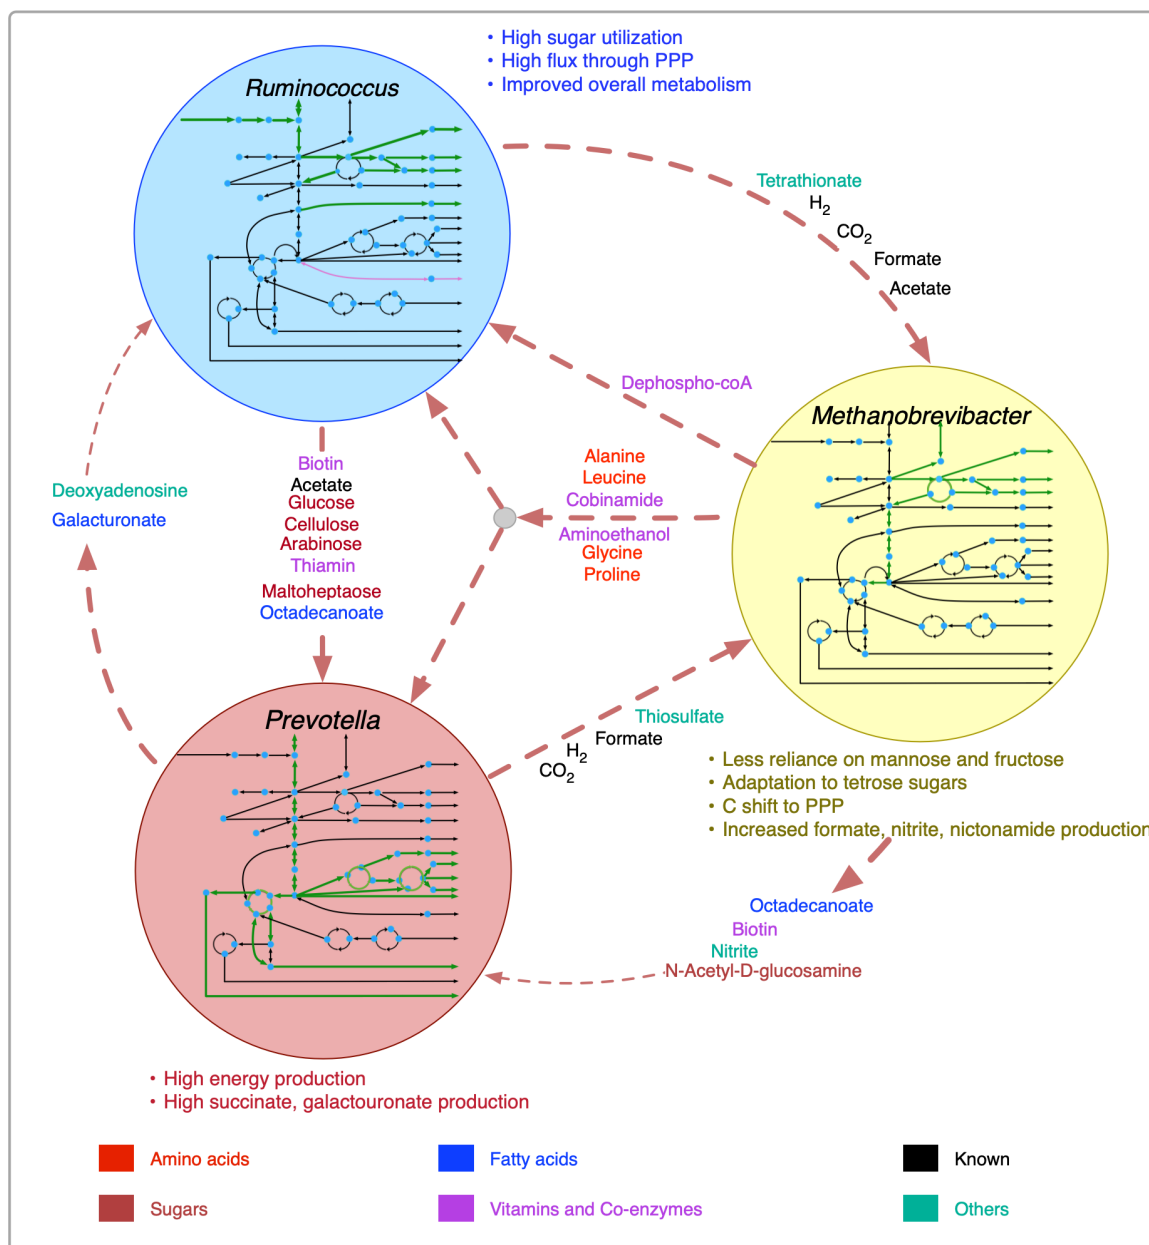 • High sugar utilization
• High flux through PPP
• Improved overall metabolism
Ruminococcus
Tetrathionate
H2
CO2
Formate
Acetate
Dephospho-coA
Methanobrevibacter
Alanine
Leucine
Cobinamide
Aminoethanol
Glycine
Proline
Biotin
Acetate
Glucose
Cellulose
Arabinose
Thiamin
Maltoheptaose
Octadecanoate
Deoxyadenosine
Galacturonate
Prevotella
Thiosulfate
Formate
H2
CO2
• Less reliance on mannose and fructose
• Adaptation to tetrose sugars
• C shift to PPP
• Increased formate, nitrite, nictonamide production
Octadecanoate
Biotin
Nitrite
N-Acetyl-D-glucosamine
• High energy production
• High succinate, galactouronate production
Amino acids
Fatty acids
Known
Sugars
Vitamins and Co-enzymes
Others